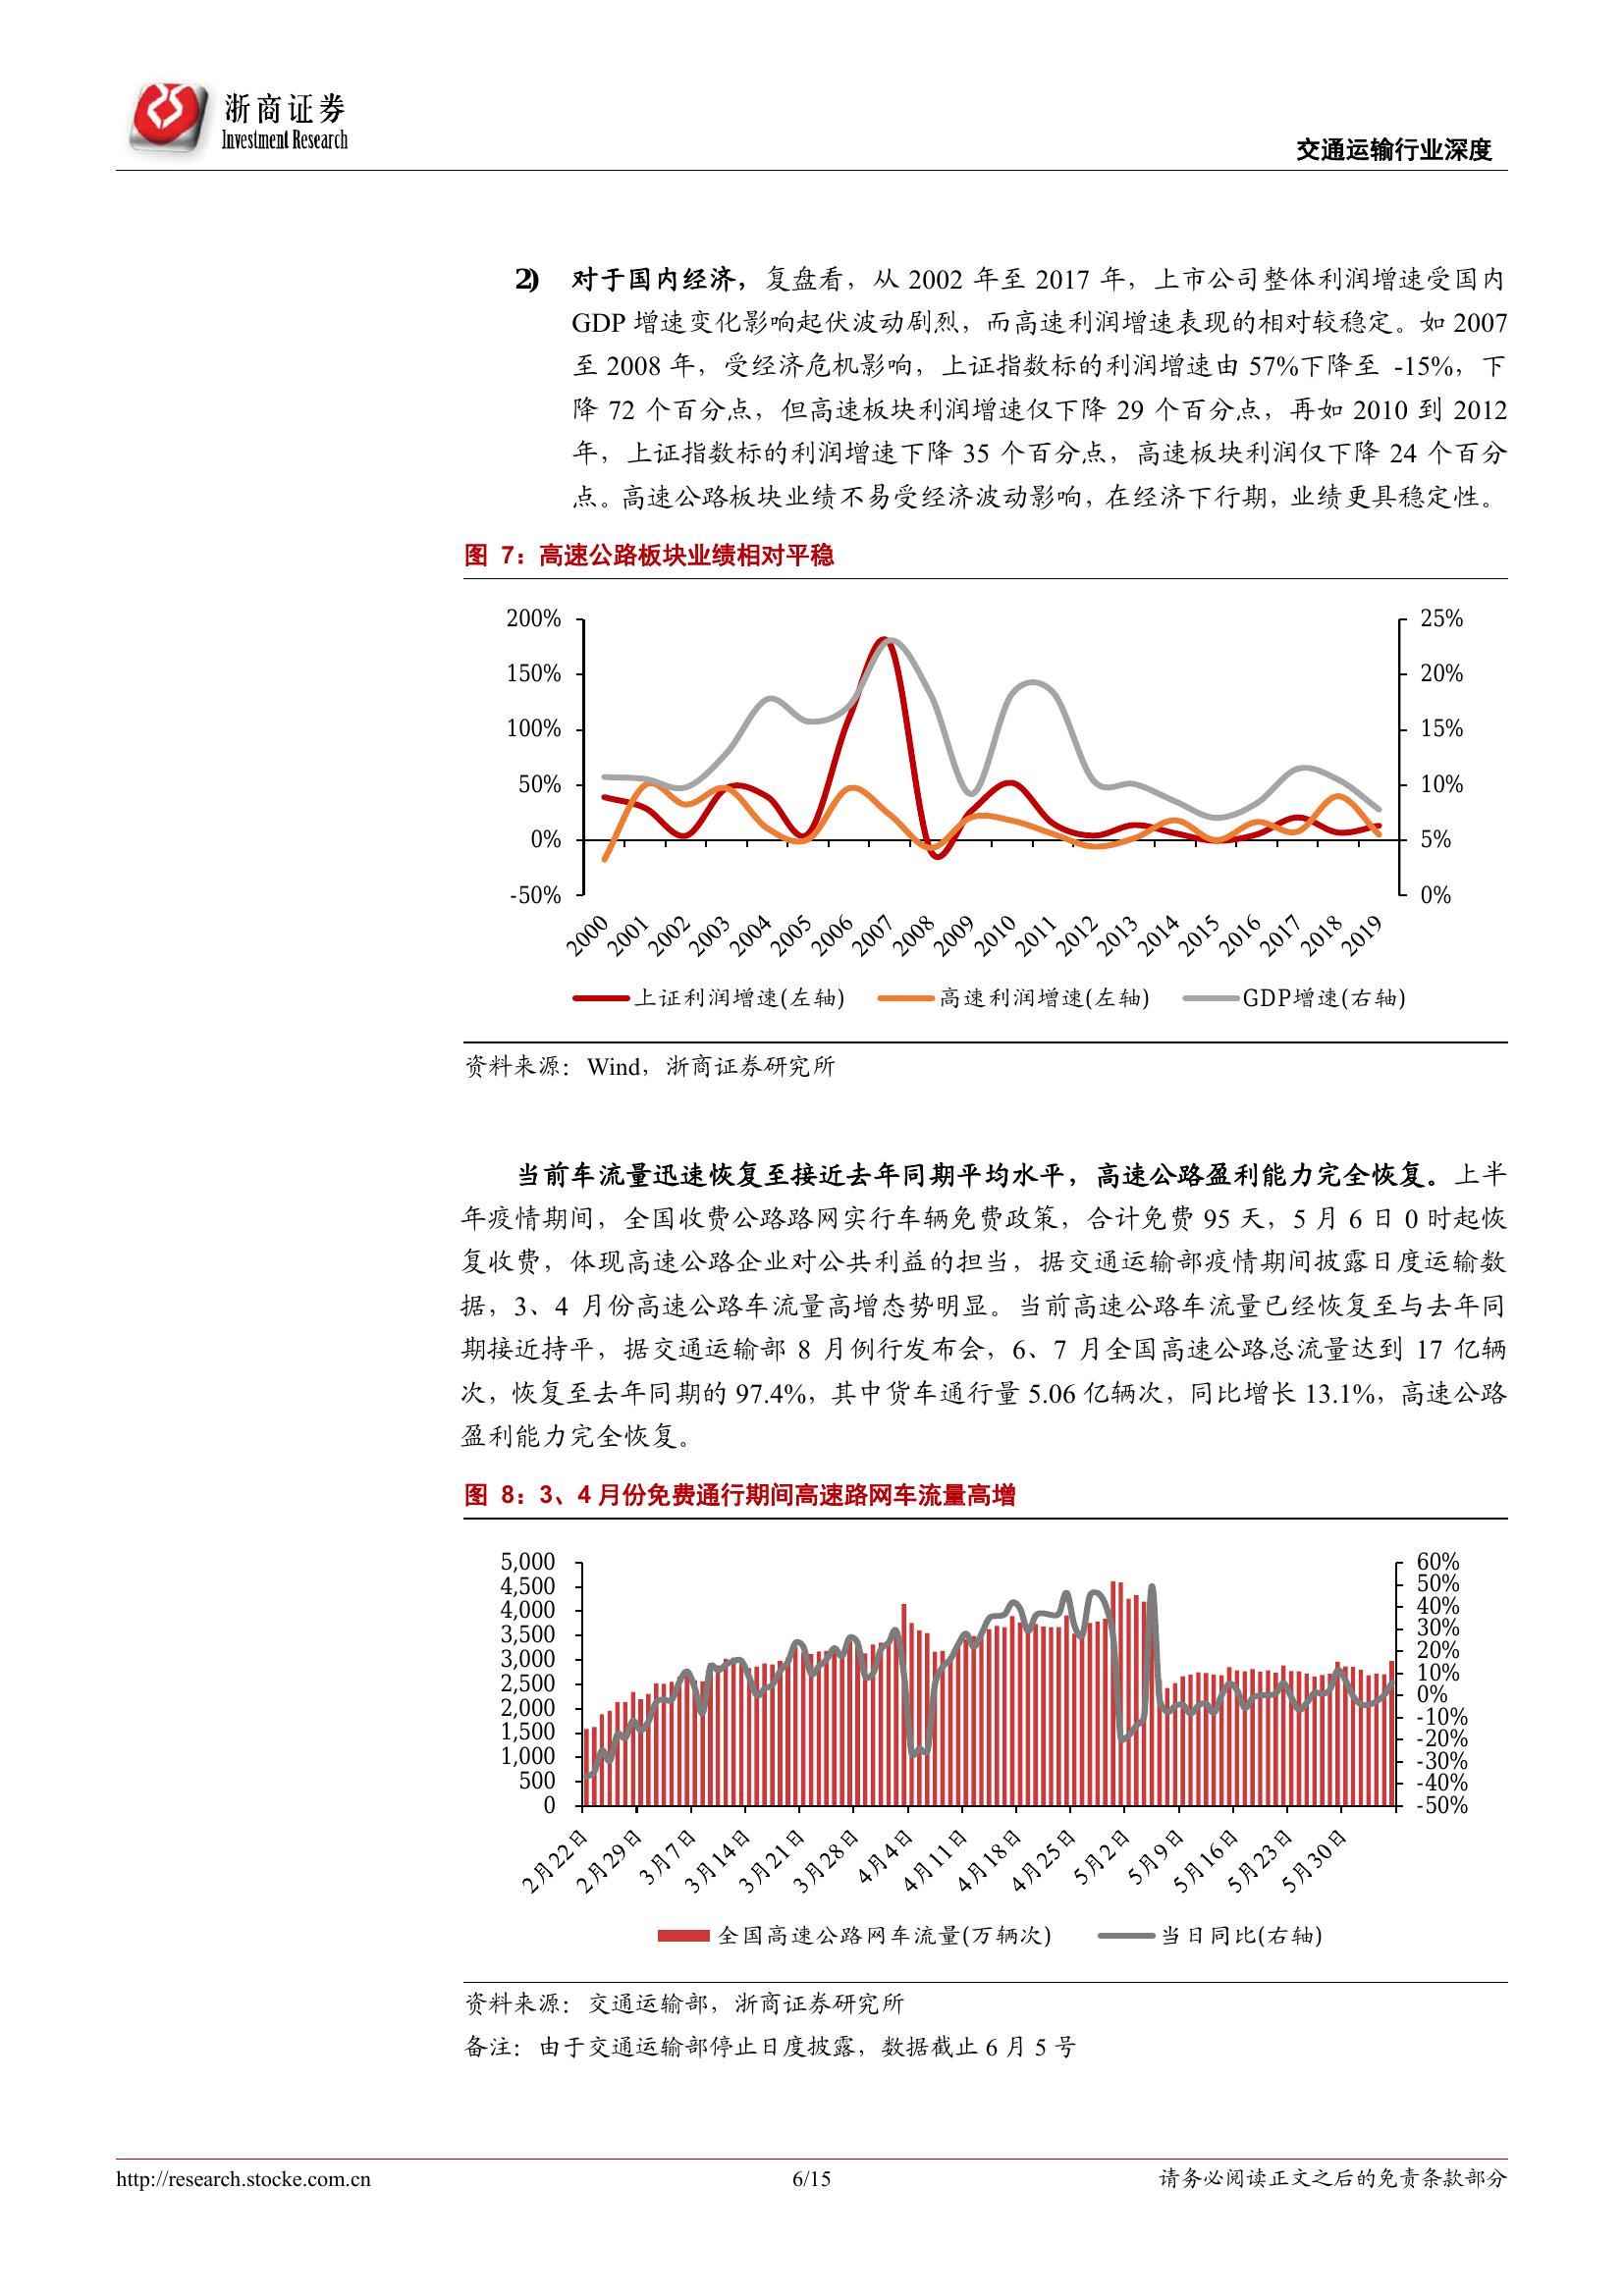 浙商证券
Investment Research
交通运输行业深度
2) 对于国内经济，复盘看，从 2002 年至 2017 年，上市公司整体利润增速受国内
GDP 增速变化影响起伏波动剧烈，而高速利润增速表现的相对较稳定。如 2007
至 2008 年，受经济危机影响，上证指数标的利润增速由 57%下降至 -15%，下
降 72 个百分点，但高速板块利润增速仅下降 29 个百分点，再如 2010 到 2012
年，上证指数标的利润增速下降 35 个百分点，高速板块利润仅下降 24 个百分
点。高速公路板块业绩不易受经济波动影响，在经济下行期，业绩更具稳定性。
图 7：高速公路板块业绩相对平稳
200%
150%
100%
50%
0%
-50%
25%
20%
15%
10%
5%
0%
2000 2001 2002 2003 2004 2005 2006 2007 2008 2009 2010 2011 2012 2013 2014 2015 2016 2017 2018 2019
上证利润增速(左轴) 高速利润增速(左轴) GDP增速(右轴)
资料来源：Wind，浙商证券研究所
当前车流量迅速恢复至接近去年同期平均水平，高速公路盈利能力完全恢复。上半
年疫情期间，全国收费公路路网实行车辆免费政策，合计免费 95 天，5 月 6 日 0 时起恢
复收费，体现高速公路企业对公共利益的担当，据交通运输部疫情期间披露日度运输数
据，3、4 月份高速公路车流量高增态势明显。当前高速公路车流量已经恢复至与去年同
期接近持平，据交通运输部 8 月例行发布会，6、7 月全国高速公路总流量达到 17 亿辆
次，恢复至去年同期的 97.4%，其中货车通行量 5.06 亿辆次，同比增长 13.1%，高速公路
盈利能力完全恢复。
图 8：3、4 月份免费通行期间高速路网车流量高增
5,000
4,500
4,000
3,500
3,000
2,500
2,000
1,500
1,000
500
0
60%
50%
40%
30%
20%
10%
0%
-10%
-20%
-30%
-40%
-50%
2月22日 2月29日 3月7日 3月14日 3月21日 3月28日 4月4日 4月11日 4月18日 4月25日 5月2日 5月9日 5月16日 5月23日 5月30日
全国高速公路网车流量(万辆次) 当日同比(右轴)
资料来源：交通运输部，浙商证券研究所
备注：由于交通运输部停止日度披露，数据截止 6 月 5 号
http://research.stocke.com.cn 6/15 请务必阅读正文之后的免责条款部分